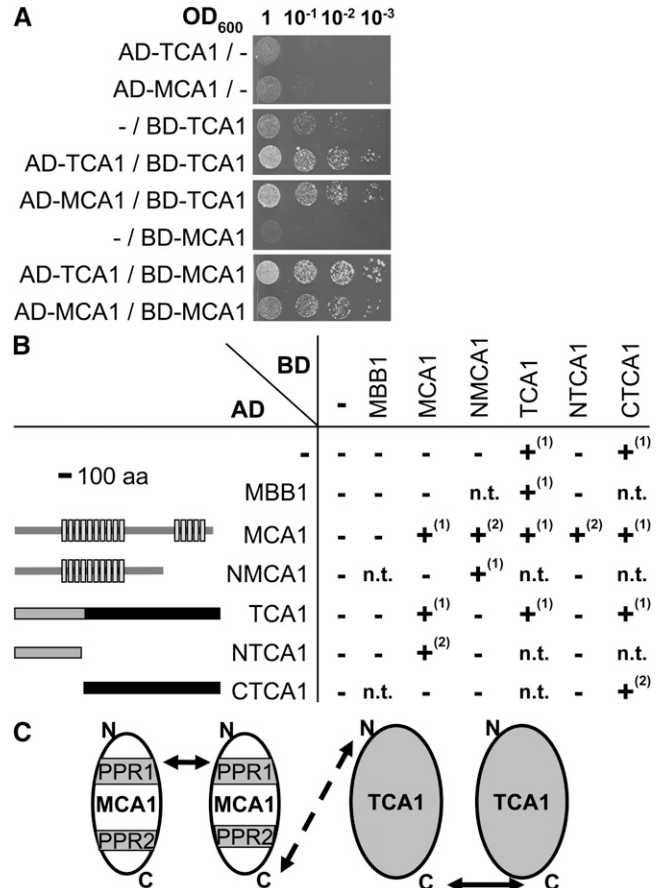 A
OD600 1 10-1 10-2 10-3
AD-TCA1 / -
AD-MCA1 / -
- / BD-TCA1
AD-TCA1 / BD-TCA1
AD-MCA1 / BD-TCA1
- / BD-MCA1
AD-TCA1 / BD-MCA1
AD-MCA1 / BD-MCA1
B
BD
AD
- MBB1 MCA1 NMCA1 TCA1 NTCA1 CTCA1
- - - - - +(1) - +(1)
100 aa
MBB1 - - - n.t. +(1) - n.t.
MCA1 - - +(1) +(2) +(1) +(2) +(1)
NMCA1 - n.t. - +(1) n.t. - n.t.
TCA1 - - +(1) - +(1) - +(1)
NTCA1 - - +(2) - n.t. - n.t.
CTCA1 - n.t. - - n.t. - +(2)
C
N N N N
PPR1 PPR1
MCA1 MCA1 TCA1 TCA1
PPR2 PPR2
C C C C